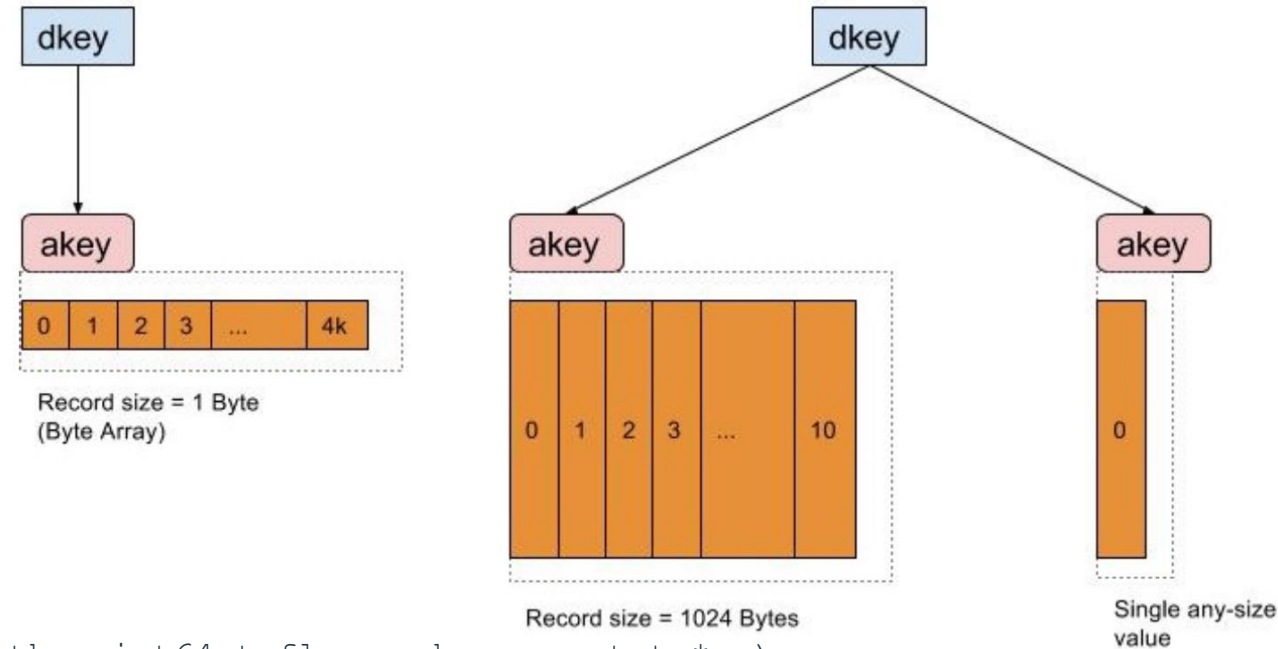 dkey
dkey
akey
akey
akey
0 1 2 3 ... 4k
Record size = 1 Byte
(Byte Array)
0 1 2 3 ... 10
0
Record size = 1024 Bytes
Single any-size
value